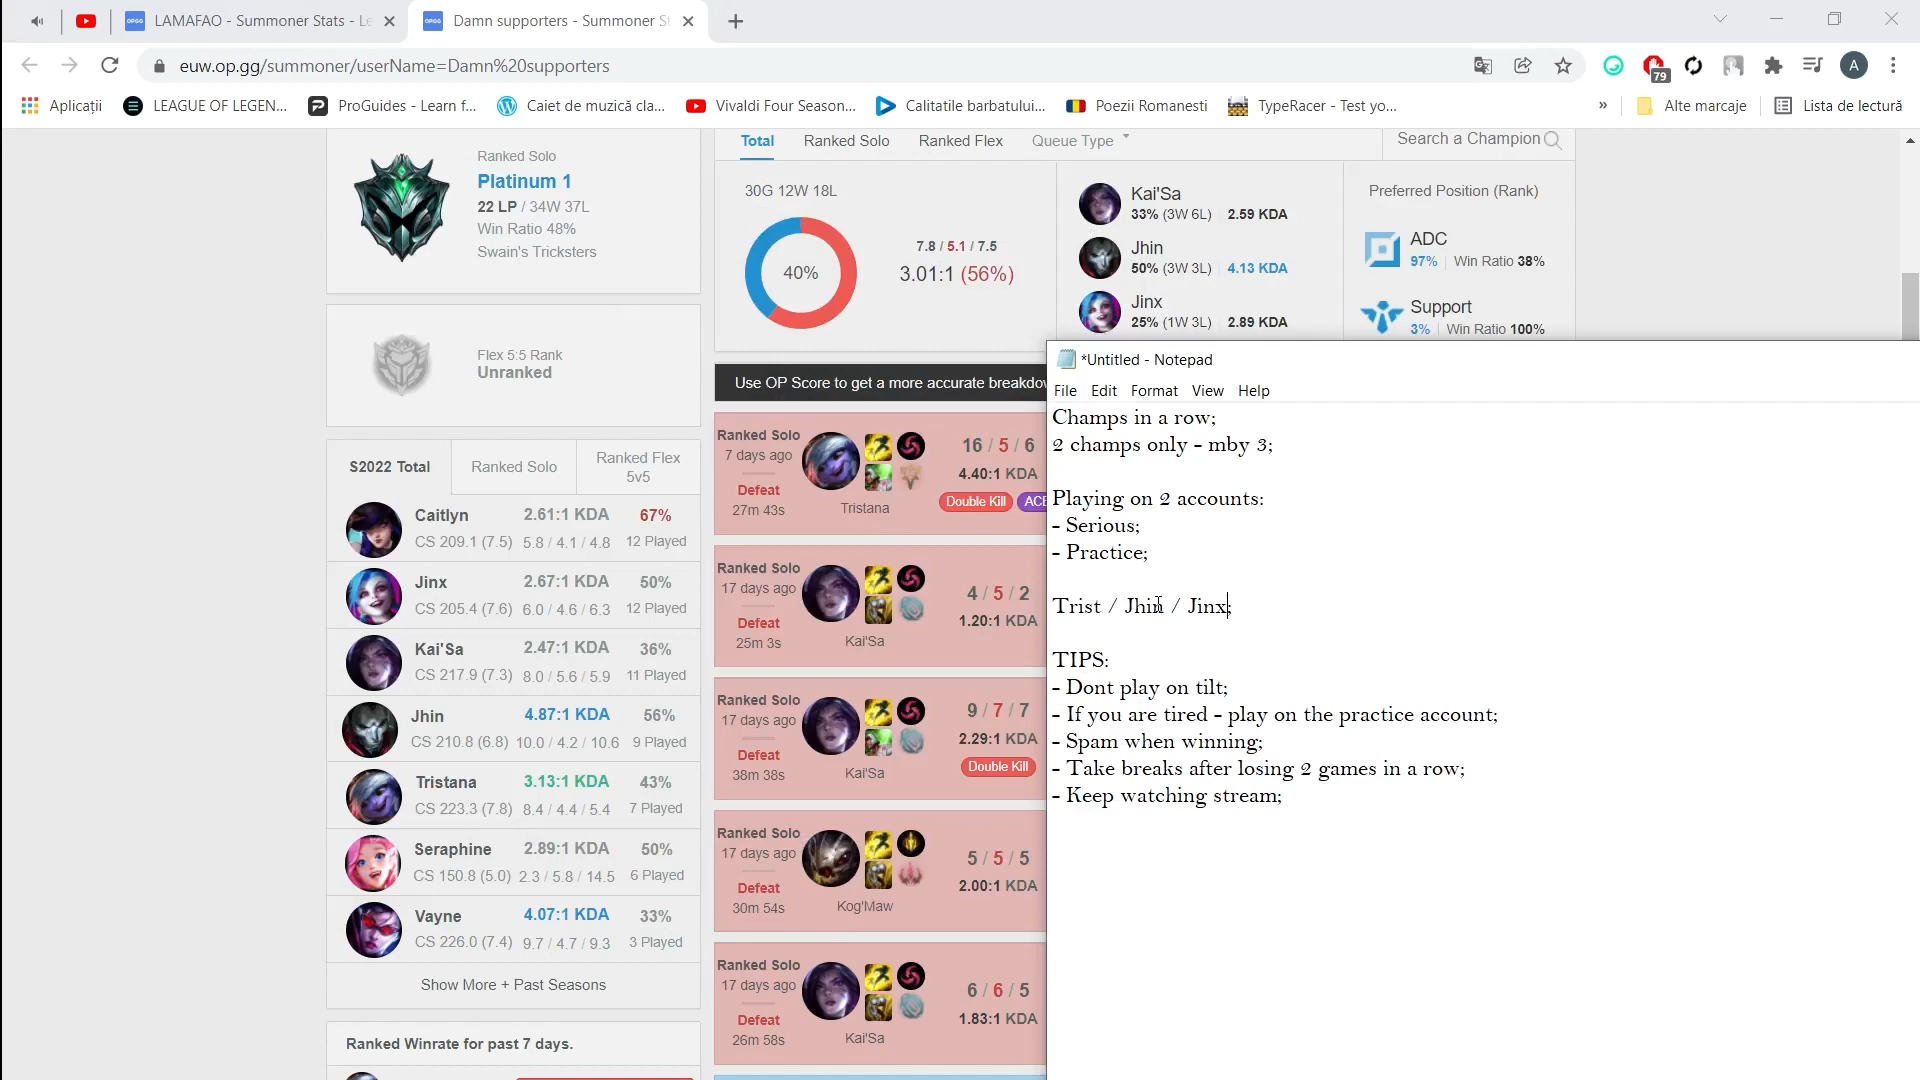 LAMAFAO - Summoner Stats - Le
Damn supporters - Summoner St
euw.op.gg/summoner/userName=Damn%20supporters
79
A
Aplicații
LEAGUE OF LEGEN...
ProGuides - Learn f...
Caiet de muzică cla...
Vivaldi Four Season...
Calitatile barbatului...
Poezii Romanesti
TypeRacer - Test yo...
»
Alte marcaje
Lista de lectură
Ranked Solo
Platinum 1
22 LP / 34W 37L
Win Ratio 48%
Swain's Tricksters
Flex 5:5 Rank
Unranked
S2022 Total
Ranked Solo
Ranked Flex
5v5
Caitlyn 2.61:1 KDA 67%
CS 209.1 (7.5) 5.8 / 4.1 / 4.8 12 Played
Jinx 2.67:1 KDA 50%
CS 205.4 (7.6) 6.0 / 4.6 / 6.3 12 Played
Kai'Sa 2.47:1 KDA 36%
CS 217.9 (7.3) 8.0 / 5.6 / 5.9 11 Played
Jhin 4.87:1 KDA 56%
CS 210.8 (6.8) 10.0 / 4.2 / 10.6 9 Played
Tristana 3.13:1 KDA 43%
CS 223.3 (7.8) 8.4 / 4.4 / 5.4 7 Played
Seraphine 2.89:1 KDA 50%
CS 150.8 (5.0) 2.3 / 5.8 / 14.5 6 Played
Vayne 4.07:1 KDA 33%
CS 226.0 (7.4) 9.7 / 4.7 / 9.3 3 Played
Show More + Past Seasons
Ranked Winrate for past 7 days.
Total
Ranked Solo
Ranked Flex
Queue Type
Search a Champion
30G 12W 18L
40%
7.8 / 5.1 / 7.5
3.01:1 (56%)
Kai'Sa
33% (3W 6L) 2.59 KDA
Jhin
50% (3W 3L) 4.13 KDA
Jinx
25% (1W 3L) 2.89 KDA
Preferred Position (Rank)
ADC
97% Win Ratio 38%
Support
3% Win Ratio 100%
Use OP Score to get a more accurate breakdow
Ranked Solo
7 days ago
Defeat
27m 43s
Tristana
16 / 5 / 6
4.40:1 KDA
Double Kill
ACE
Ranked Solo
17 days ago
Defeat
25m 3s
Kai'Sa
4 / 5 / 2
1.20:1 KDA
Ranked Solo
17 days ago
Defeat
38m 38s
Kai'Sa
9 / 7 / 7
2.29:1 KDA
Double Kill
Ranked Solo
17 days ago
Defeat
30m 54s
Kog'Maw
5 / 5 / 5
2.00:1 KDA
Ranked Solo
17 days ago
Defeat
26m 58s
Kai'Sa
6 / 6 / 5
1.83:1 KDA
*Untitled - Notepad
File Edit Format View Help
Champs in a row;
2 champs only - mby 3;
Playing on 2 accounts:
- Serious;
- Practice;
Trist / Jhin / Jinx;
TIPS:
- Dont play on tilt;
- If you are tired - play on the practice account;
- Spam when winning;
- Take breaks after losing 2 games in a row;
- Keep watching stream;